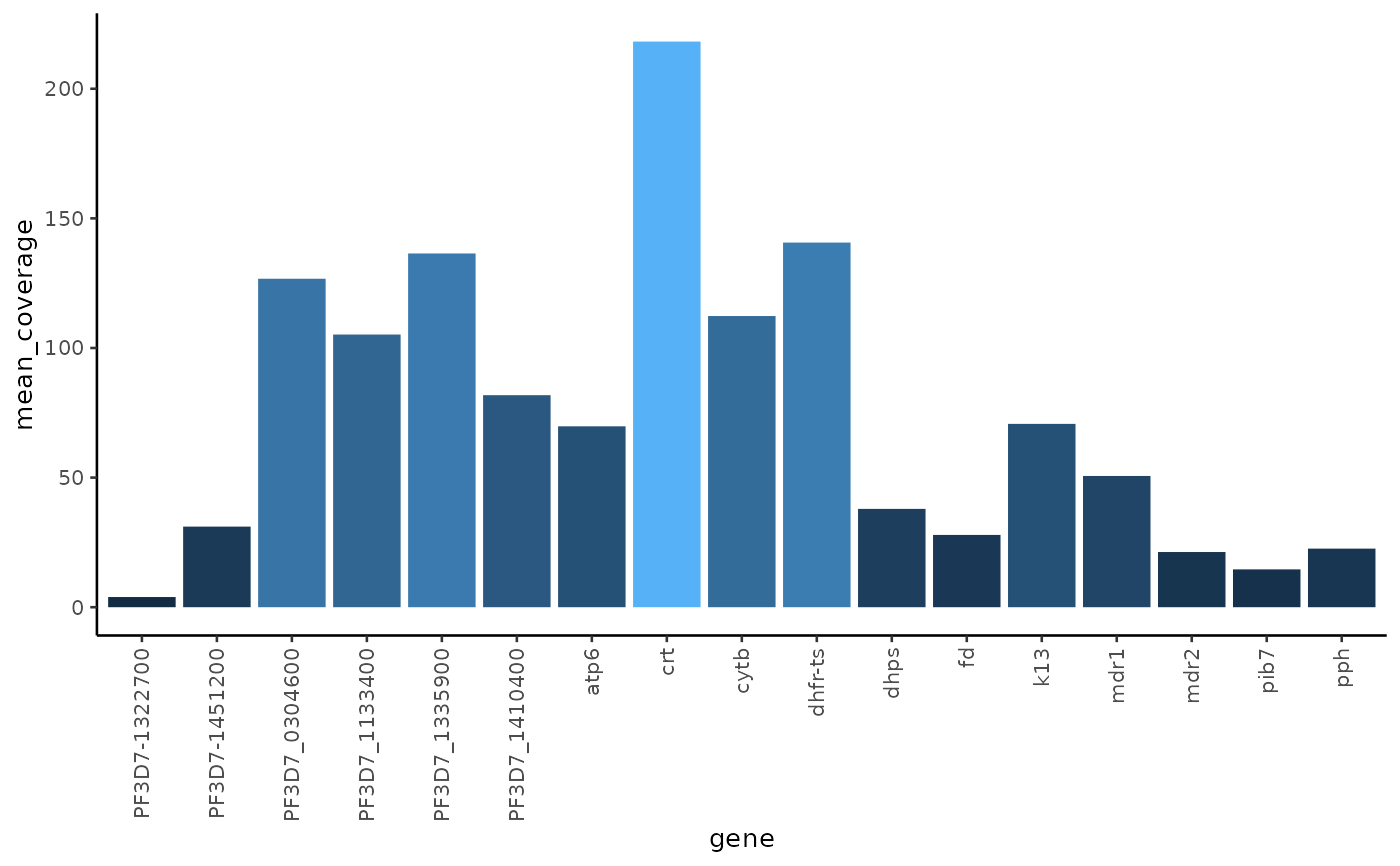 mean_coverage
200
150
100
50
0
PF3D7-1322700
PF3D7-1451200
PF3D7_0304600
PF3D7_1133400
PF3D7_1335900
PF3D7_1410400
atp6
crt
cytb
dhfr-ts
dhps
fd
k13
mdr1
mdr2
pib7
pph
gene